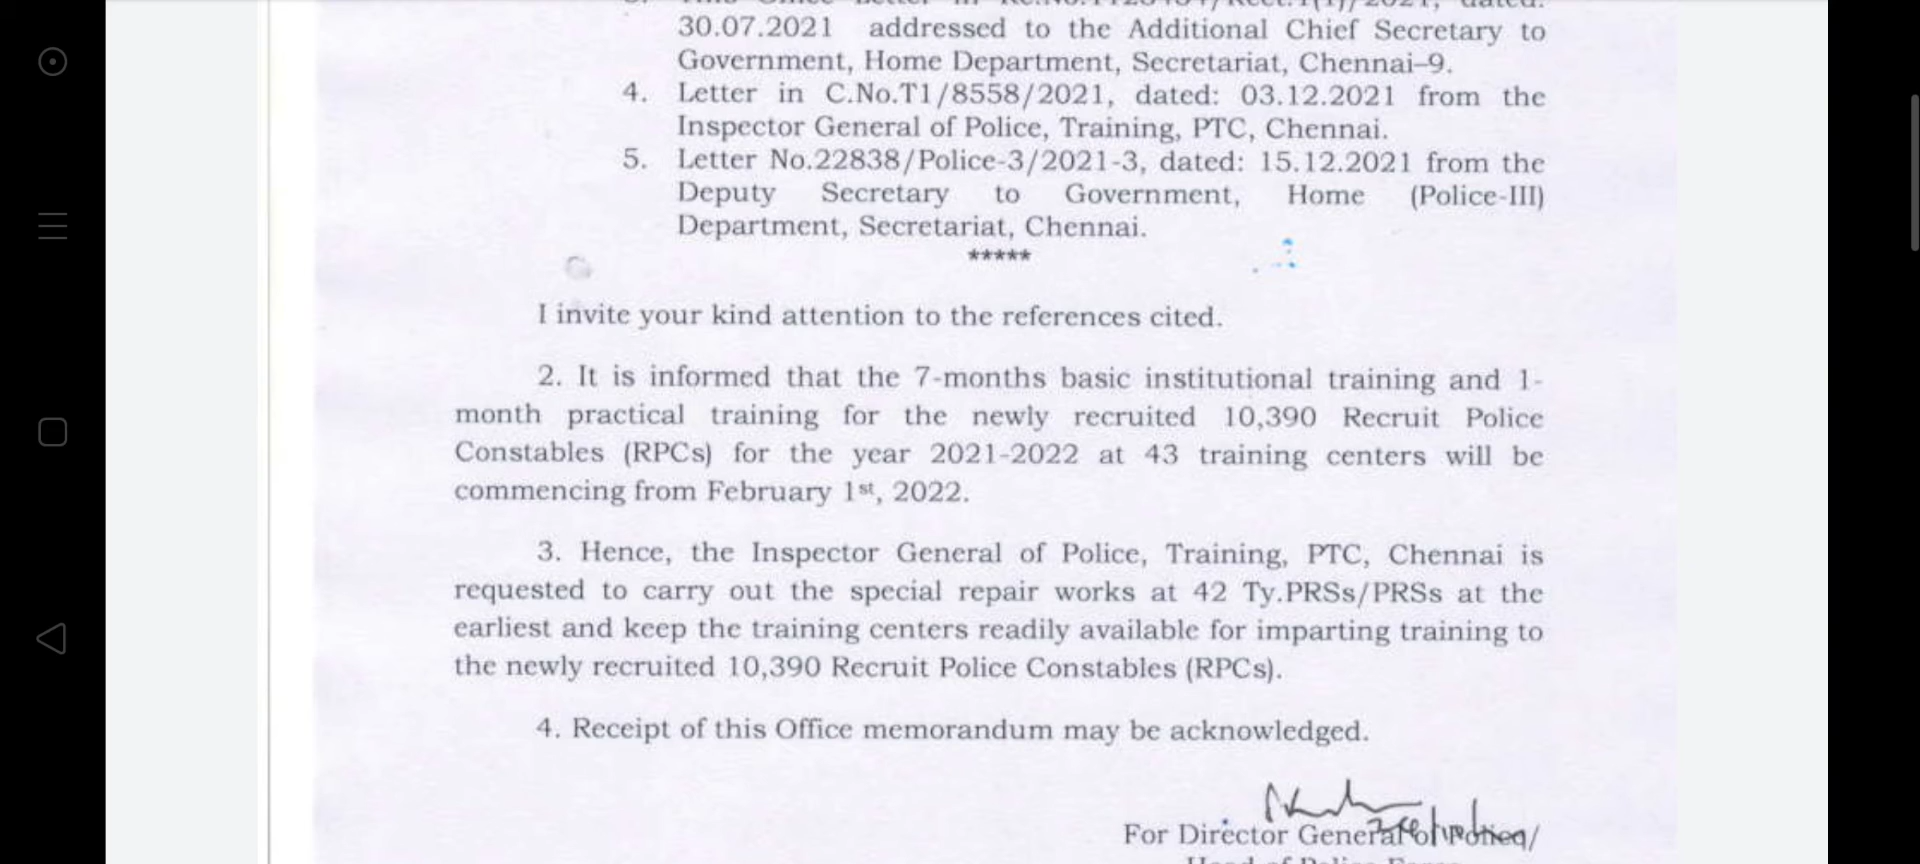 30.07.2021 addressed to the Additional Chief Secretary to
Government, Home Department, Secretariat, Chennai–9.
4. Letter in C.No.T1/8558/2021, dated: 03.12.2021 from the
Inspector General of Police, Training, PTC, Chennai.
5. Letter No.22838/Police-3/2021-3, dated: 15.12.2021 from the
Deputy Secretary to Government, Home (Police-III)
Department, Secretariat, Chennai.
*****
I invite your kind attention to the references cited.
2. It is informed that the 7-months basic institutional training and 1-
month practical training for the newly recruited 10,390 Recruit Police
Constables (RPCs) for the year 2021-2022 at 43 training centers will be
commencing from February 1st, 2022.
3. Hence, the Inspector General of Police, Training, PTC, Chennai is
requested to carry out the special repair works at 42 Ty.PRSs/PRSs at the
earliest and keep the training centers readily available for imparting training to
the newly recruited 10,390 Recruit Police Constables (RPCs).
4. Receipt of this Office memorandum may be acknowledged.
For Director General of Police/